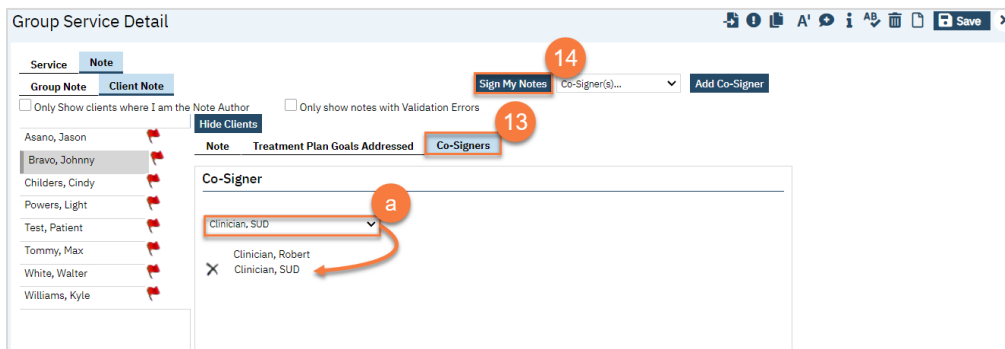 Group Service Detail
Save
Service Note
14
Group Note Client Note
Sign My Notes Co-Signer(s)... Add Co-Signer
Only Show clients where I am the Note Author Only show notes with Validation Errors
Hide Clients
13
Asano, Jason
Note Treatment Plan Goals Addressed Co-Signers
Bravo, Johnny
Childers, Cindy
Co-Signer
Powers, Light
a
Test, Patient
Clinician, SUD
Tommy, Max
Clinician, Robert
White, Walter
Clinician, SUD
Williams, Kyle